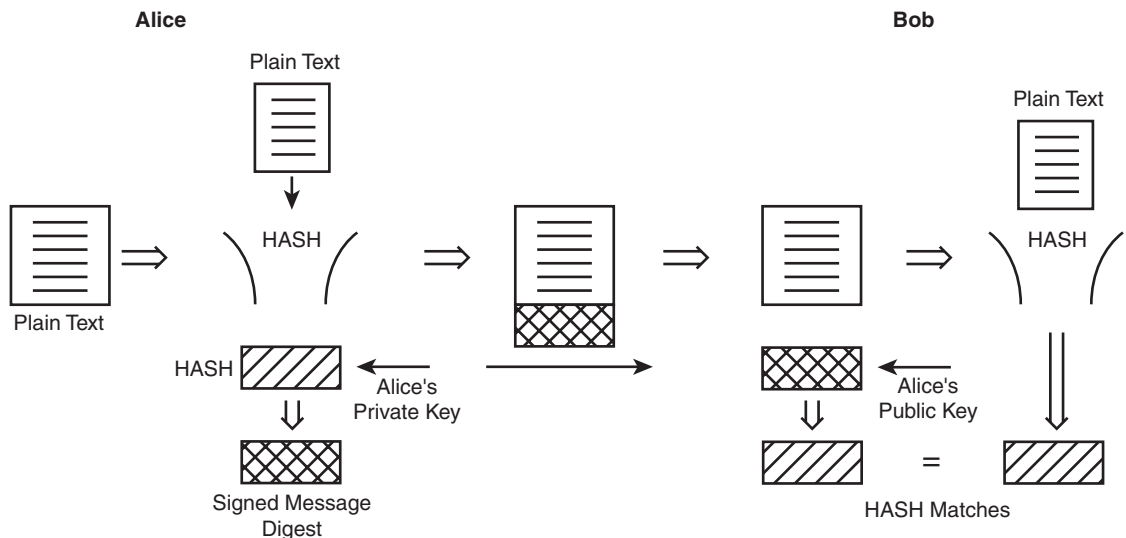 Alice
Bob
Plain Text
Plain Text
HASH
HASH
Plain Text
HASH
Alice's
Private Key
Alice's
Public Key
Signed Message
Digest
=
HASH Matches